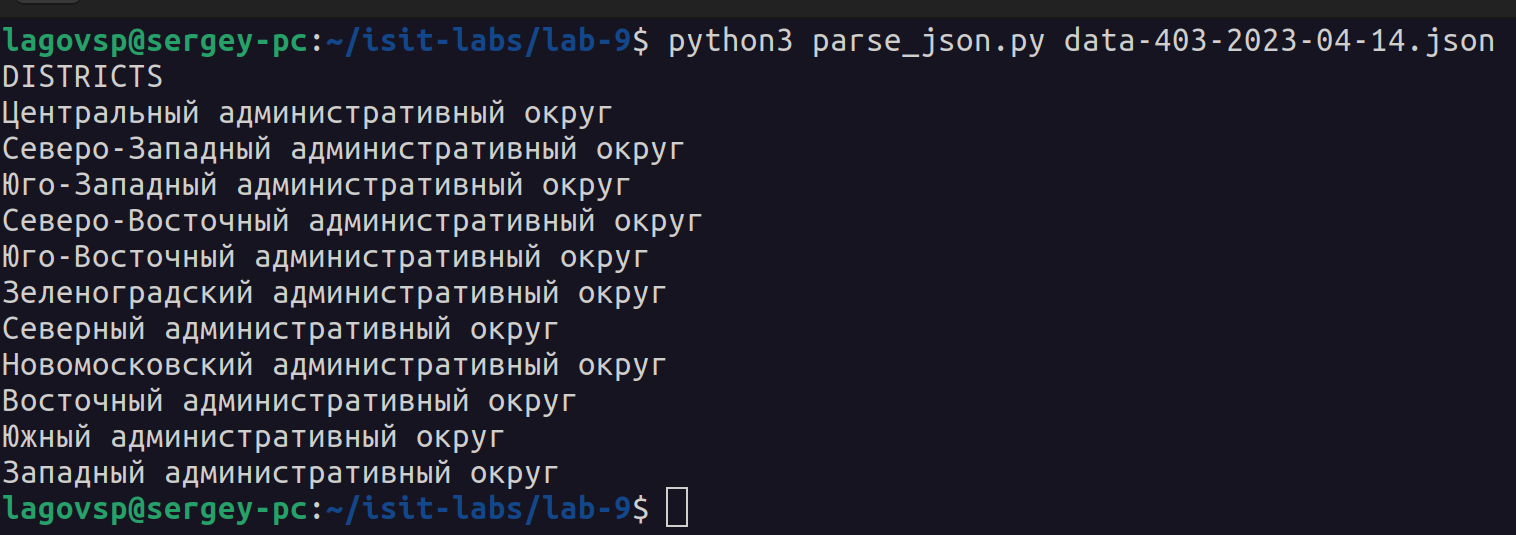 lagovsp@sergey-pc:~/isit-labs/lab-9$ python3 parse_json.py data-403-2023-04-14.json
DISTRICTS
Центральный административный округ
Северо-Западный административный округ
Юго-Западный административный округ
Северо-Восточный административный округ
Юго-Восточный административный округ
Зеленоградский административный округ
Северный административный округ
Новомосковский административный округ
Восточный административный округ
Южный административный округ
Западный административный округ
lagovsp@sergey-pc:~/isit-labs/lab-9$